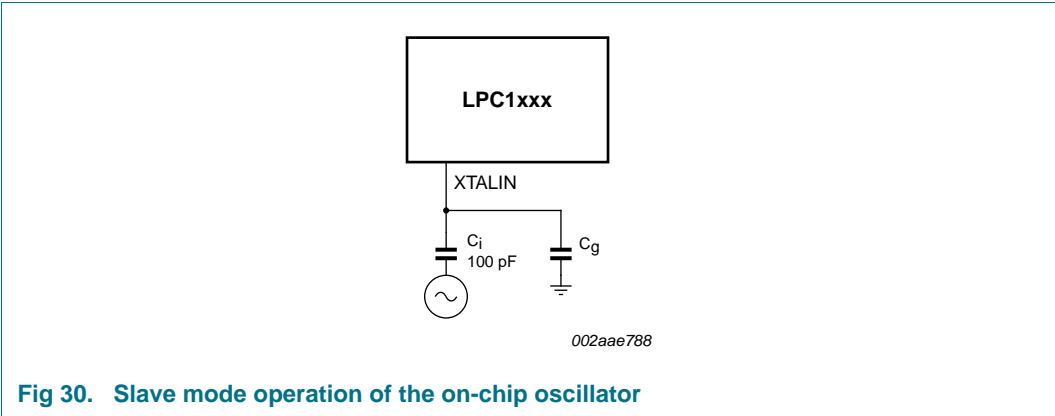 LPC1xxx
XTALIN
Ci
100 pF
Cg
002aae788
Fig 30. Slave mode operation of the on-chip oscillator